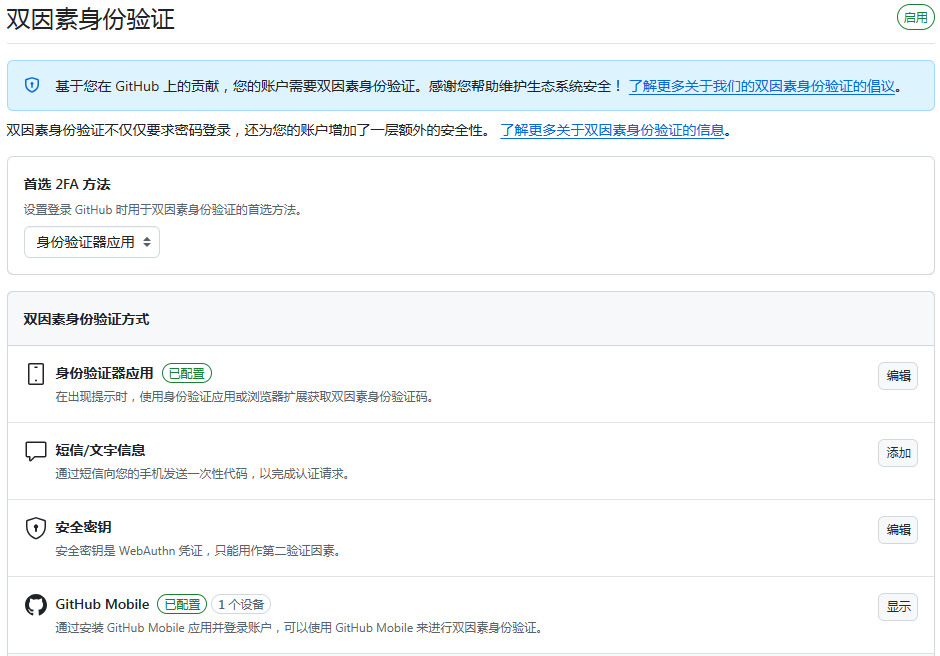 双因素身份验证
启用
基于您在 GitHub 上的贡献，您的账户需要双因素身份验证。感谢您帮助维护生态系统安全！ 了解更多关于我们的双因素身份验证的倡议。
双因素身份验证不仅仅要求密码登录，还为您的账户增加了一层额外的安全性。 了解更多关于双因素身份验证的信息。
首选 2FA 方法
设置登录 GitHub 时用于双因素身份验证的首选方法。
身份验证器应用
双因素身份验证方式
身份验证器应用 已配置
编辑
在出现提示时，使用身份验证应用或浏览器扩展获取双因素身份验证码。
短信/文字信息
添加
通过短信向您的手机发送一次性代码，以完成认证请求。
安全密钥
编辑
安全密钥是 WebAuthn 凭证，只能用作第二验证因素。
GitHub Mobile 已配置 1 个设备
显示
通过安装 GitHub Mobile 应用并登录账户，可以使用 GitHub Mobile 来进行双因素身份验证。